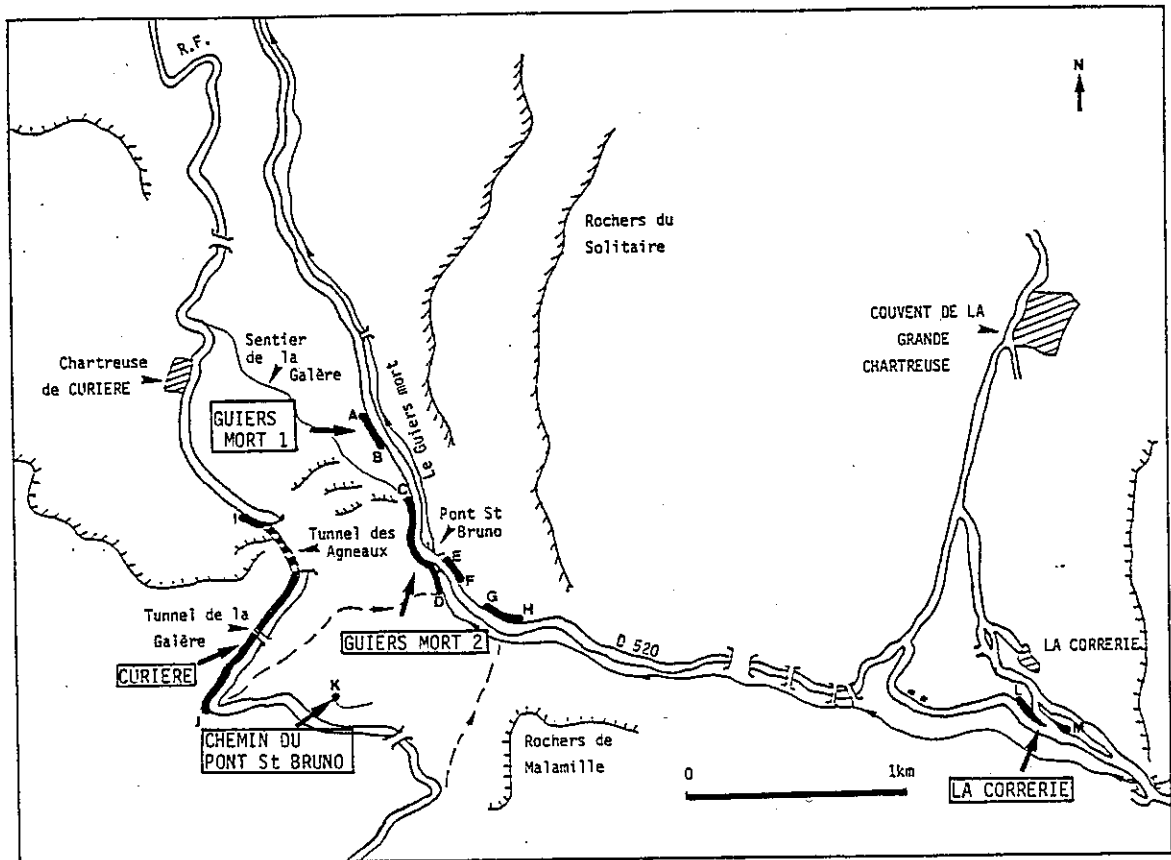 R.F.
N
Rochers du
Solitaire
COUVENT DE LA
GRANDE
CHARTREUSE
Sentier
de la
Galère
Chartreuse
de CURIERE
GUIERS
MORT 1
A
B
Le Guiers mort
C
Pont St
Bruno
I
Tunnel des
Agneaux
E
F
D
G
H
Tunnel de la
Galère
GUIERS MORT 2
D 520
LA CORRERIE
CURIERE
K
L
M
J
CHEMIN DU
PONT St BRUNO
Rochers de
Malamille
0
1km
LA CORRERIE